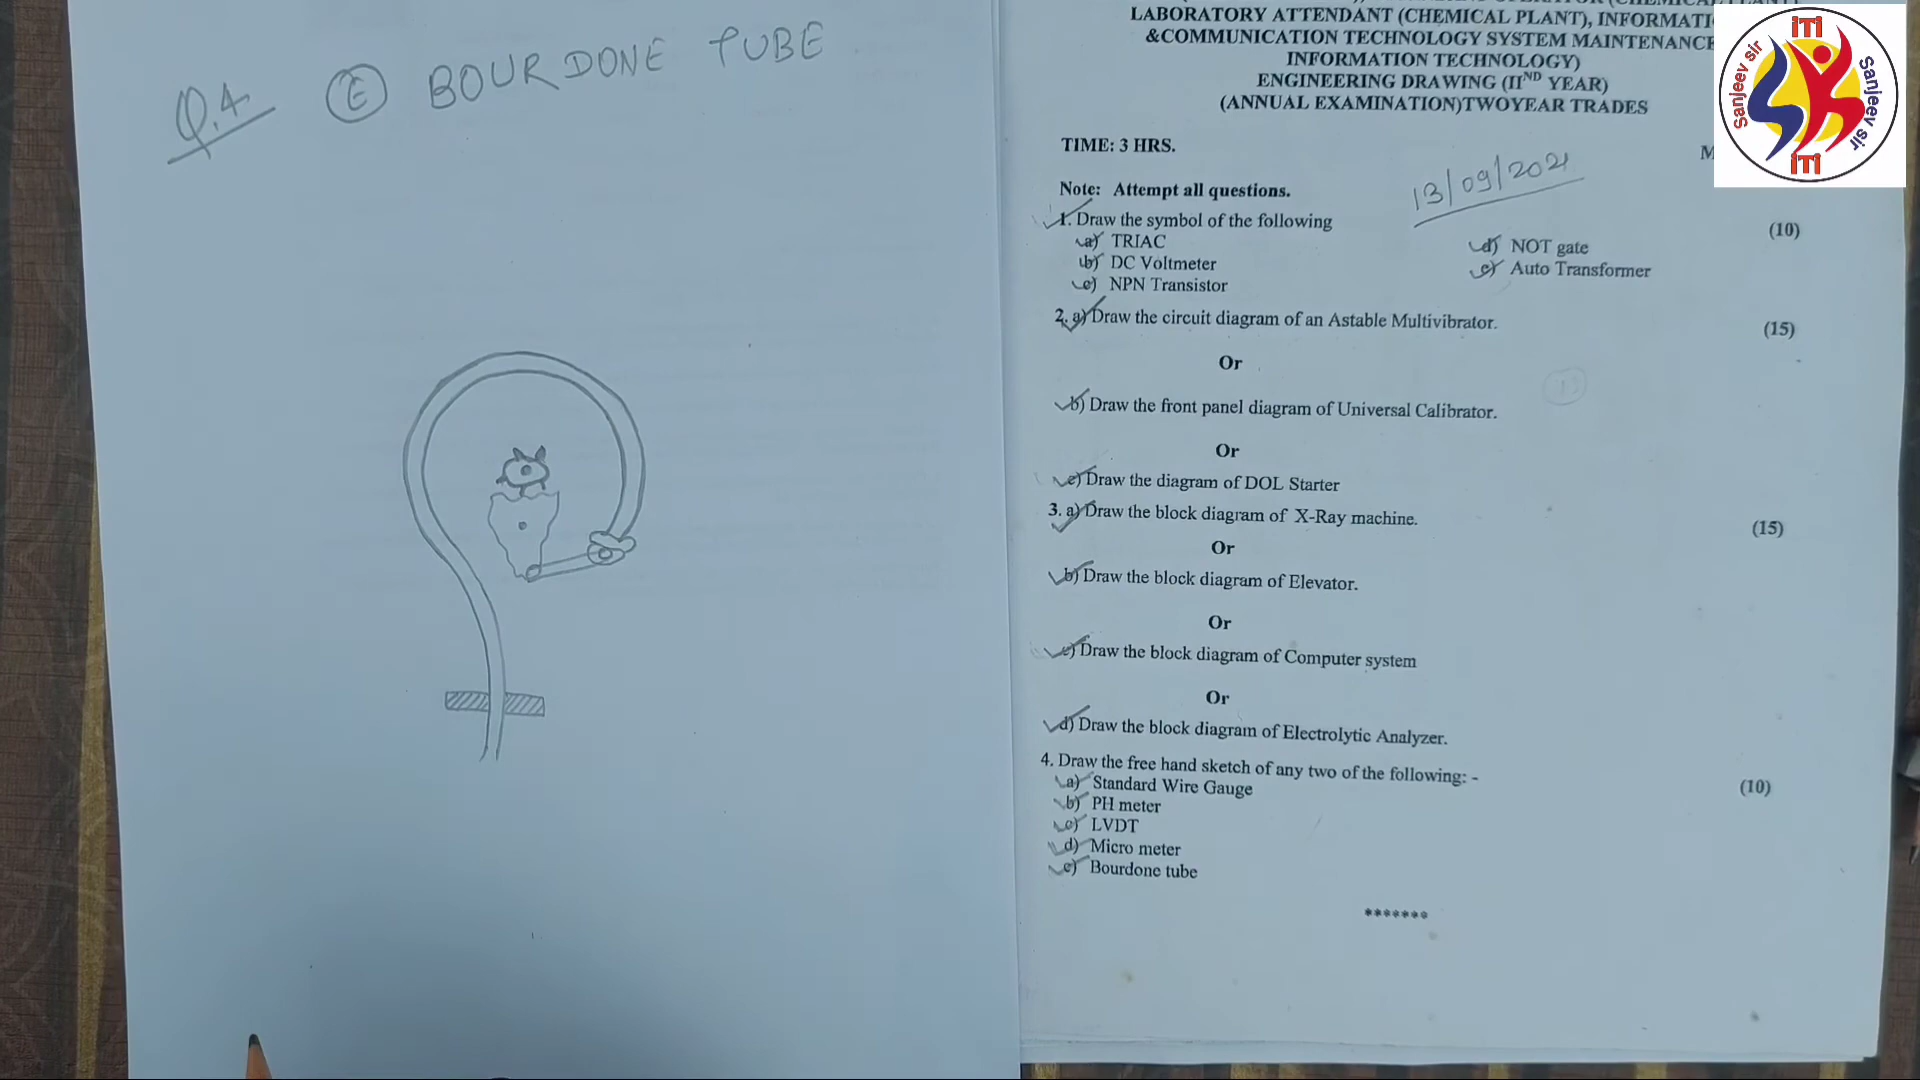 Q.4 (E) BOURDONE TUBE
LABORATORY ATTENDANT (CHEMICAL PLANT), INFORMATI
&COMMUNICATION TECHNOLOGY SYSTEM MAINTENANCE
INFORMATION TECHNOLOGY)
ENGINEERING DRAWING (IIND YEAR)
(ANNUAL EXAMINATION)TWOYEAR TRADES
TIME: 3 HRS.
M
13/09/2021
Note: Attempt all questions.
1. Draw the symbol of the following (10)
a) TRIAC
b) DC Voltmeter
c) NPN Transistor
d) NOT gate
e) Auto Transformer
2. a) Draw the circuit diagram of an Astable Multivibrator. (15)
Or
b) Draw the front panel diagram of Universal Calibrator.
Or
c) Draw the diagram of DOL Starter
3. a) Draw the block diagram of X-Ray machine. (15)
Or
b) Draw the block diagram of Elevator.
Or
c) Draw the block diagram of Computer system
Or
d) Draw the block diagram of Electrolytic Analyzer.
4. Draw the free hand sketch of any two of the following: - (10)
a) Standard Wire Gauge
b) PH meter
c) LVDT
d) Micro meter
e) Bourdone tube
*******
iTi
Sanjeev sir
Sanjeev sir
iTi